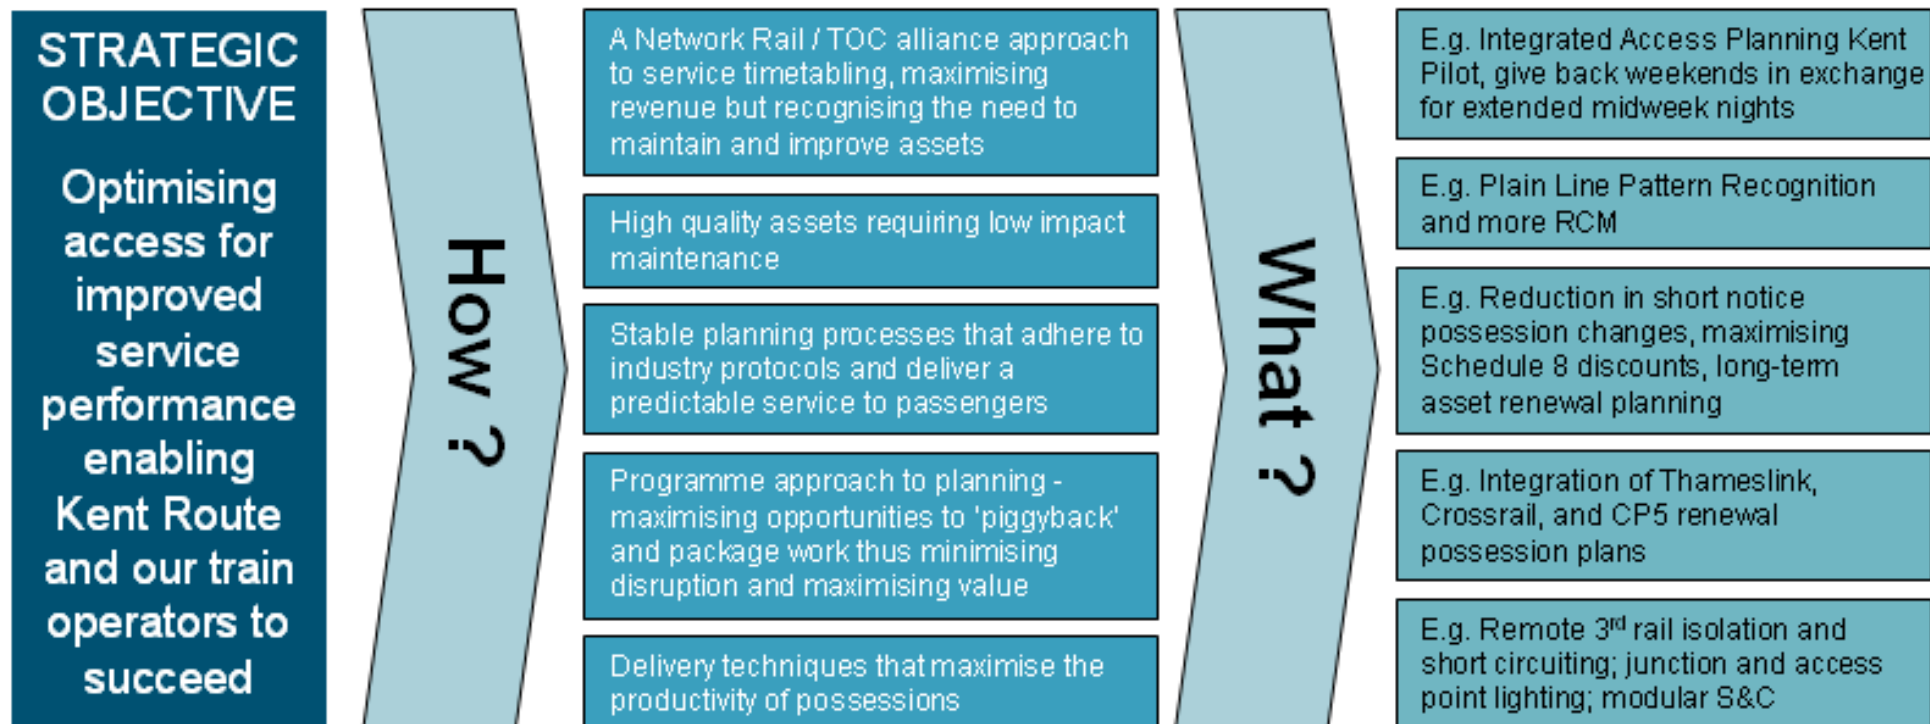 STRATEGIC
OBJECTIVE
Optimising
access for
improved
service
performance
enabling
Kent Route
and our train
operators to
succeed
How ?
A Network Rail / TOC alliance approach
to service timetabling, maximising
revenue but recognising the need to
maintain and improve assets
High quality assets requiring low impact
maintenance
Stable planning processes that adhere to
industry protocols and deliver a
predictable service to passengers
Programme approach to planning -
maximising opportunities to 'piggyback'
and package work thus minimising
disruption and maximising value
Delivery techniques that maximise the
productivity of possessions
What ?
E.g. Integrated Access Planning Kent
Pilot, give back weekends in exchange
for extended midweek nights
E.g. Plain Line Pattern Recognition
and more RCM
E.g. Reduction in short notice
possession changes, maximising
Schedule 8 discounts, long-term
asset renewal planning
E.g. Integration of Thameslink,
Crossrail, and CP5 renewal
possession plans
E.g. Remote 3rd rail isolation and
short circuiting; junction and access
point lighting; modular S&C